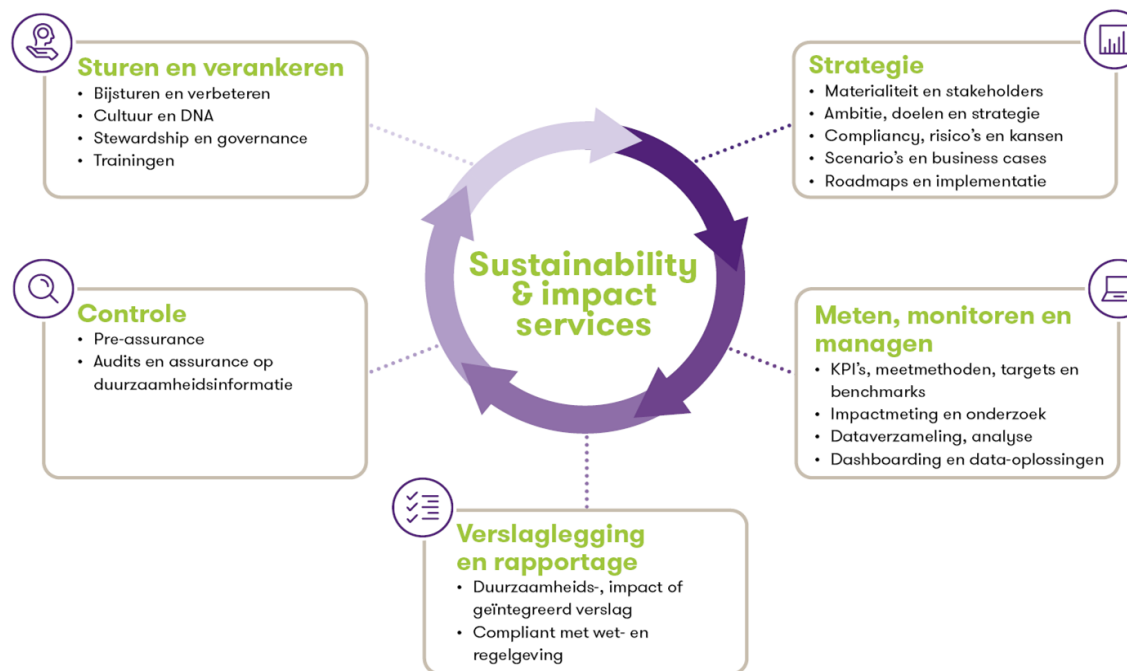 Sturen en verankeren
• Bijsturen en verbeteren
• Cultuur en DNA
• Stewardship en governance
• Trainingen
Strategie
• Materialiteit en stakeholders
• Ambitie, doelen en strategie
• Compliancy, risico's en kansen
• Scenario's en business cases
• Roadmaps en implementatie
Sustainability
& impact
services
Controle
• Pre-assurance
• Audits en assurance op
duurzaamheidsinformatie
Meten, monitoren en
managen
• KPI's, meetmethoden, targets en
benchmarks
• Impactmeting en onderzoek
• Dataverzameling, analyse
• Dashboarding en data-oplossingen
Verslaglegging
en rapportage
• Duurzaamheids-, impact of
geïntegreerd verslag
• Compliant met wet- en
regelgeving